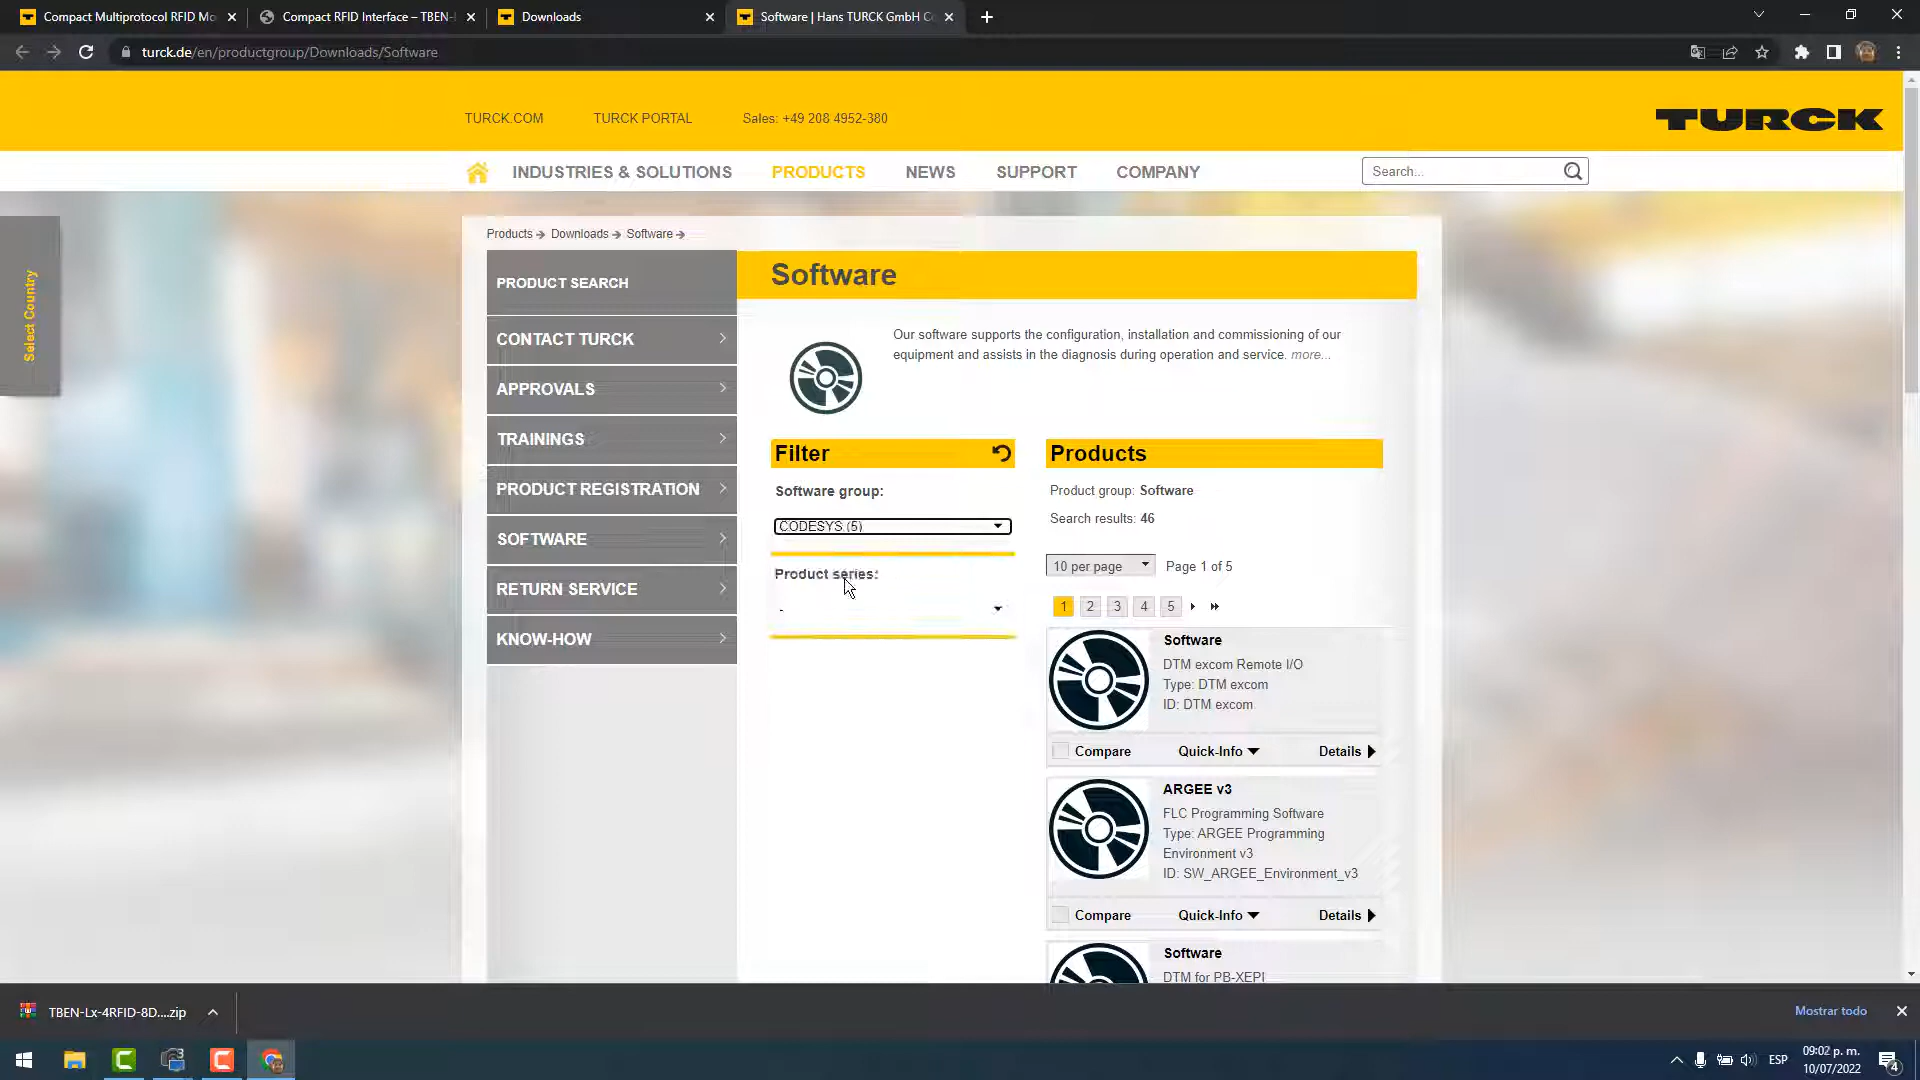 Compact Multiprotocol RFID Mo
Compact RFID Interface – TBEN-L
Downloads
Software | Hans TURCK GmbH C
turck.de/en/productgroup/Downloads/Software
TURCK.COM
TURCK PORTAL
Sales: +49 208 4952-380
TURCK
INDUSTRIES & SOLUTIONS
PRODUCTS
NEWS
SUPPORT
COMPANY
Search...
Select Country
Products
Downloads
Software
PRODUCT SEARCH
CONTACT TURCK
APPROVALS
TRAININGS
PRODUCT REGISTRATION
SOFTWARE
RETURN SERVICE
KNOW-HOW
Software
Our software supports the configuration, installation and commissioning of our
equipment and assists in the diagnosis during operation and service. more...
Filter
Software group:
CODESYS (5)
Product series:
-
Products
Product group: Software
Search results: 46
10 per page
Page 1 of 5
1 2 3 4 5
Software
DTM excom Remote I/O
Type: DTM excom
ID: DTM excom
Compare
Quick-Info
Details
ARGEE v3
FLC Programming Software
Type: ARGEE Programming
Environment v3
ID: SW_ARGEE_Environment_v3
Compare
Quick-Info
Details
Software
DTM for PB-XEPI
TBEN-Lx-4RFID-8D....zip
Mostrar todo
ESP
09:02 p. m.
10/07/2022
4